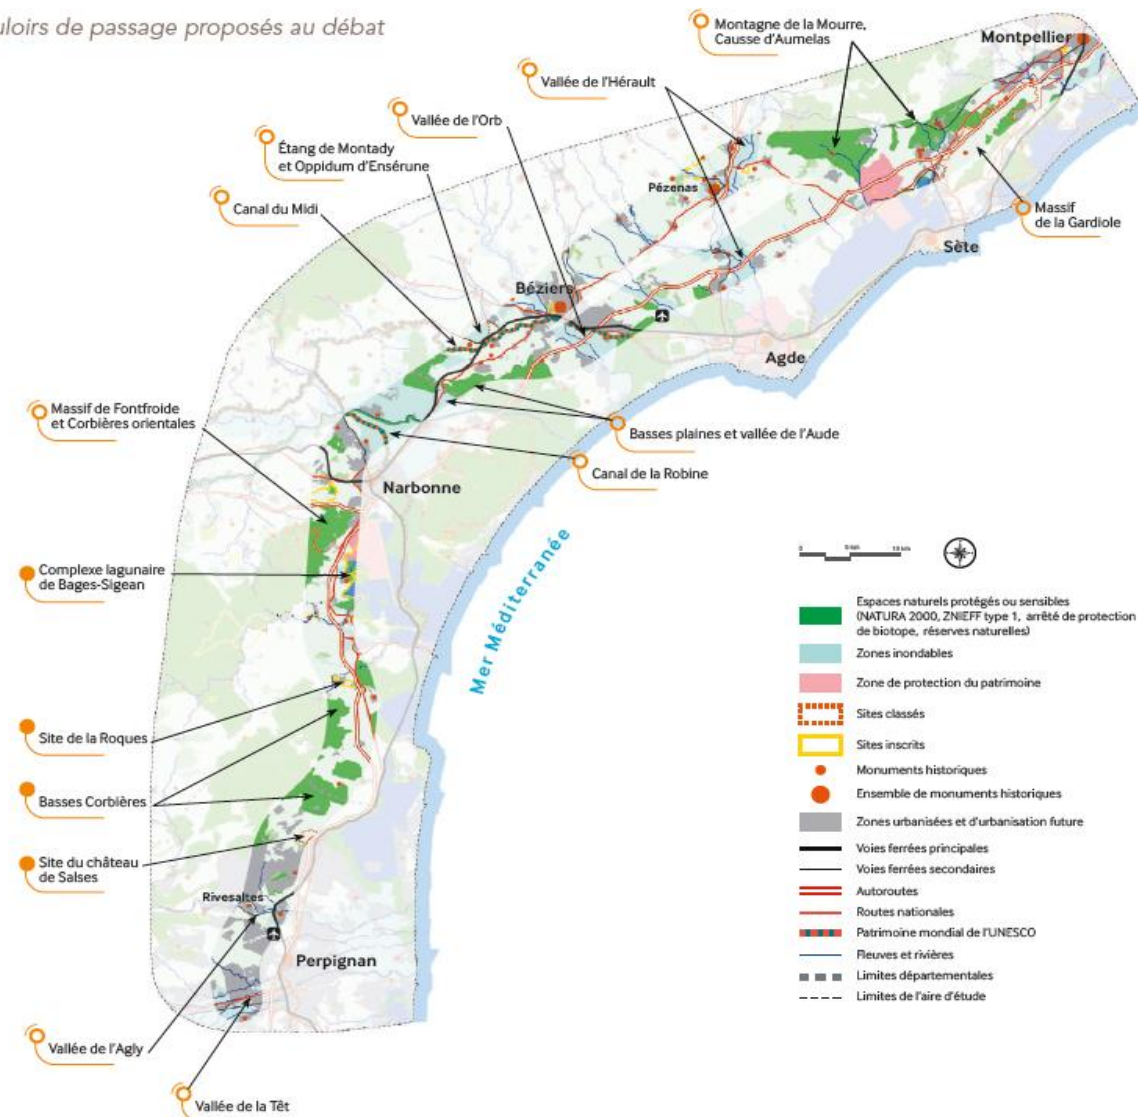 uloirs de passage proposés au débat
Montagne de la Mourre,
Causse d'Aumelas
Montpellier
Vallée de l'Hérault
Vallée de l'Orb
Étang de Montady
et Oppidum d'Ensérune
Pézenas
Canal du Midi
Massif
de la Gardiole
Sète
Béziers
Agde
Massif de Fontfroide
et Corbières orientales
Basses plaines et vallée de l'Aude
Canal de la Robine
Narbonne
Mer Méditerranée
Complexe lagunaire
de Bages-Sigean
Site de la Roques
Basses Corbières
Site du château
de Salses
Rivesaltes
Perpignan
Vallée de l'Agly
Vallée de la Têt
0 5 km 10 km
Espaces naturels protégés ou sensibles
(NATURA 2000, ZNIEFF type 1, arrêté de protection
de biotope, réserves naturelles)
Zones inondables
Zone de protection du patrimoine
Sites classés
Sites inscrits
Monuments historiques
Ensemble de monuments historiques
Zones urbanisées et d'urbanisation future
Voies ferrées principales
Voies ferrées secondaires
Autoroutes
Routes nationales
Patrimoine mondial de l'UNESCO
Fleuves et rivières
Limites départementales
Limites de l'aire d'étude